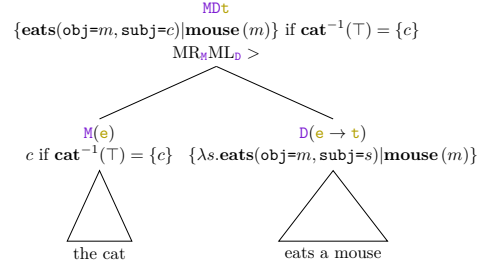 MDt
{eats(obj=m, subj=c)|mouse (m)} if cat⁻¹(⊤) = {c}
MR_M ML_D >
M(e) D(e → t)
c if cat⁻¹(⊤) = {c} {λs.eats(obj=m, subj=s)|mouse (m)}
the cat eats a mouse